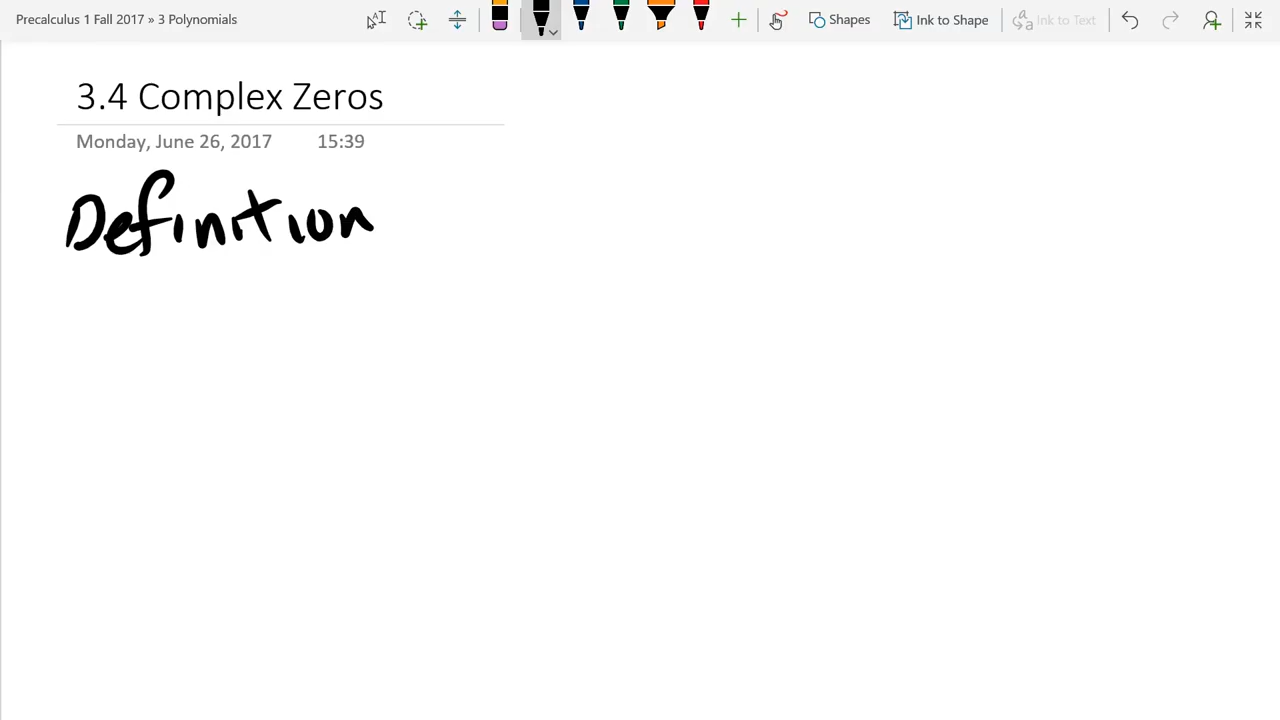 Precalculus 1 Fall 2017 » 3 Polynomials
Shapes
Ink to Shape
Ink to Text
3.4 Complex Zeros
Monday, June 26, 2017 15:39
Definition